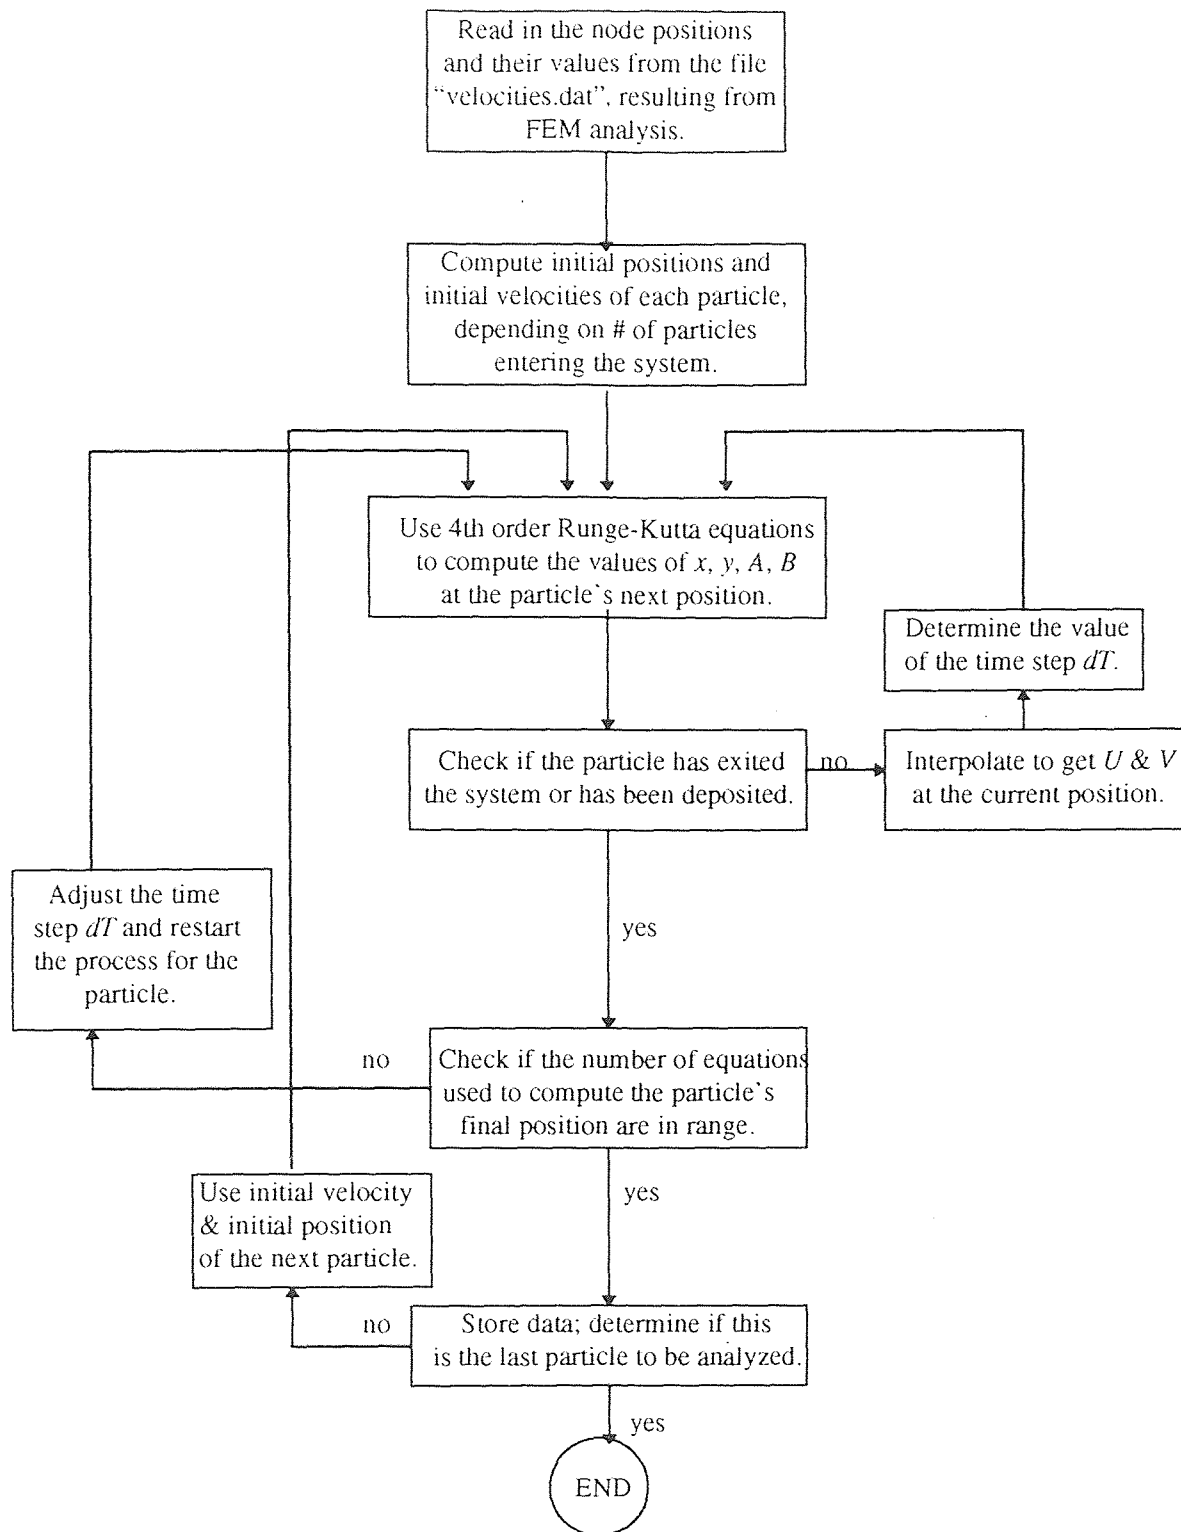 Read in the node positions
and their values from the file
“velocities.dat”, resulting from
FEM analysis.
Compute initial positions and
initial velocities of each particle,
depending on # of particles
entering the system.
Use 4th order Runge-Kutta equations
to compute the values of x, y, A, B
at the particle's next position.
Determine the value
of the time step dT.
Check if the particle has exited
the system or has been deposited.
no
Interpolate to get U & V
at the current position.
Adjust the time
step dT and restart
the process for the
particle.
yes
no
Check if the number of equations
used to compute the particle's
final position are in range.
Use initial velocity
& initial position
of the next particle.
yes
no
Store data; determine if this
is the last particle to be analyzed.
yes
END